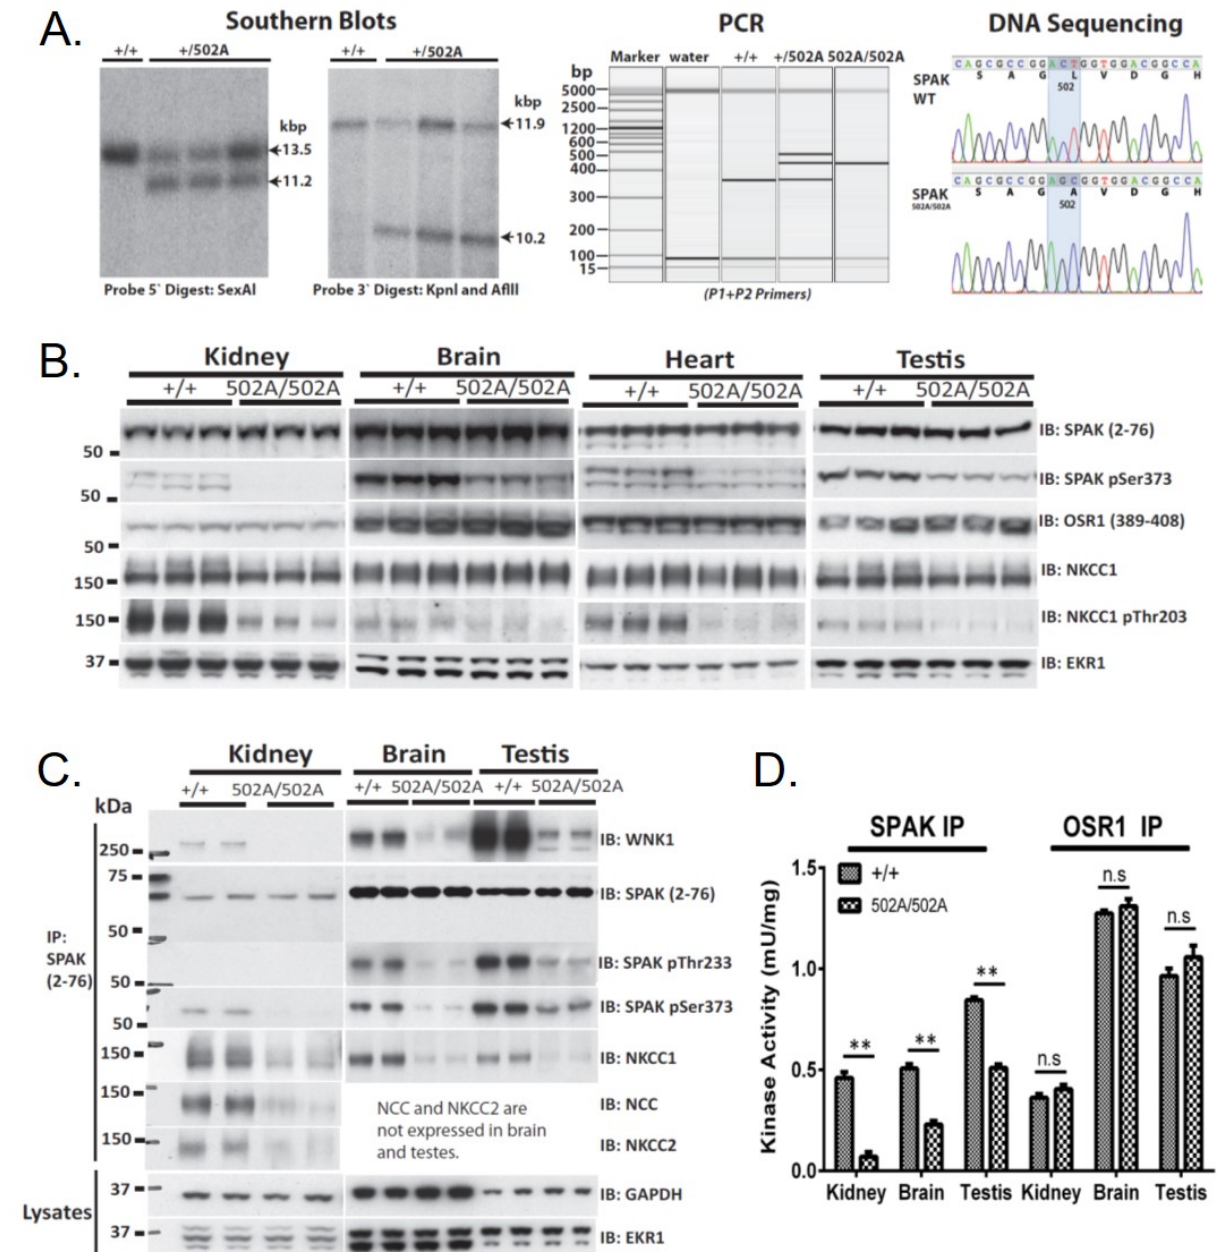 A.
Southern Blots
+/+ +/502A
kbp
13.5
11.2
Probe 5` Digest: SexAI
+/+ +/502A
kbp
11.9
10.2
Probe 3` Digest: KpnI and AflII
PCR
Marker water +/+ +/502A 502A/502A
bp
5000
2500
1200
600
500
400
300
200
100
15
(P1+P2 Primers)
DNA Sequencing
SPAK
WT
C A G C G C C G G A C T G G T G G A C G G C C A
S A G L V D G H
502
SPAK
502A/502A
C A G C G C C G G A G C G G T G G A C G G C C A
S A G A V D G H
502
B.
Kidney Brain Heart Testis
+/+ 502A/502A +/+ 502A/502A +/+ 502A/502A +/+ 502A/502A
50 IB: SPAK (2-76)
50 IB: SPAK pSer373
50 IB: OSR1 (389-408)
150 IB: NKCC1
150 IB: NKCC1 pThr203
37 IB: EKR1
C.
Kidney Brain Testis
+/+ 502A/502A +/+ 502A/502A +/+ 502A/502A
kDa
IP:
SPAK
(2-76)
250 IB: WNK1
75
50 IB: SPAK (2-76)
50 IB: SPAK pThr233
50 IB: SPAK pSer373
150 IB: NKCC1
150 IB: NCC
150 IB: NKCC2
NCC and NKCC2 are
not expressed in brain
and testes.
Lysates
37 IB: GAPDH
37 IB: EKR1
D.
SPAK IP OSR1 IP
+/+
502A/502A
Kinase Activity (mU/mg)
1.5
1.0
0.5
0.0
** ** ** n.s n.s n.s
Kidney Brain Testis Kidney Brain Testis